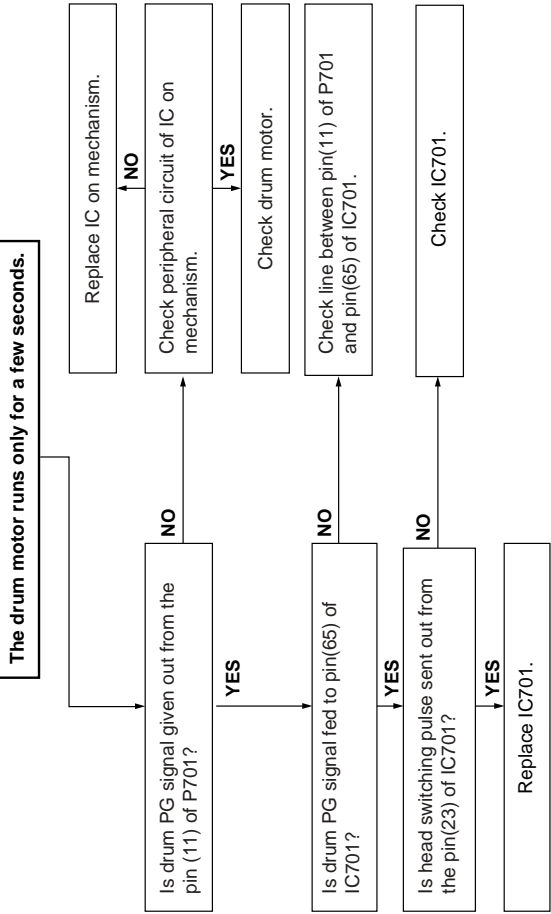 The drum motor runs only for a few seconds.
Is drum PG signal given out from the
pin (11) of P701?
NO
Check peripheral circuit of IC on
mechanism.
NO
Replace IC on mechanism.
YES
Check drum motor.
YES
Is drum PG signal fed to pin(65) of
IC701?
NO
Check line between pin(11) of P701
and pin(65) of IC701.
YES
Is head switching pulse sent out from
the pin(23) of IC701?
NO
Check IC701.
YES
Replace IC701.